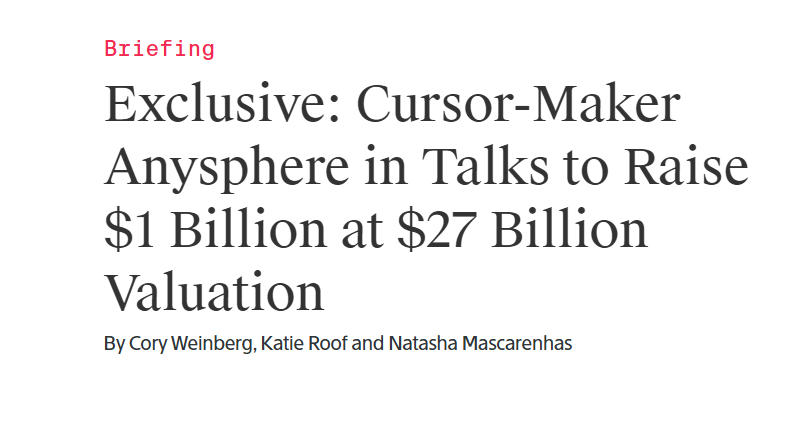 Briefing
Exclusive: Cursor-Maker
Anysphere in Talks to Raise
$1 Billion at $27 Billion
Valuation
By Cory Weinberg, Katie Roof and Natasha Mascarenhas